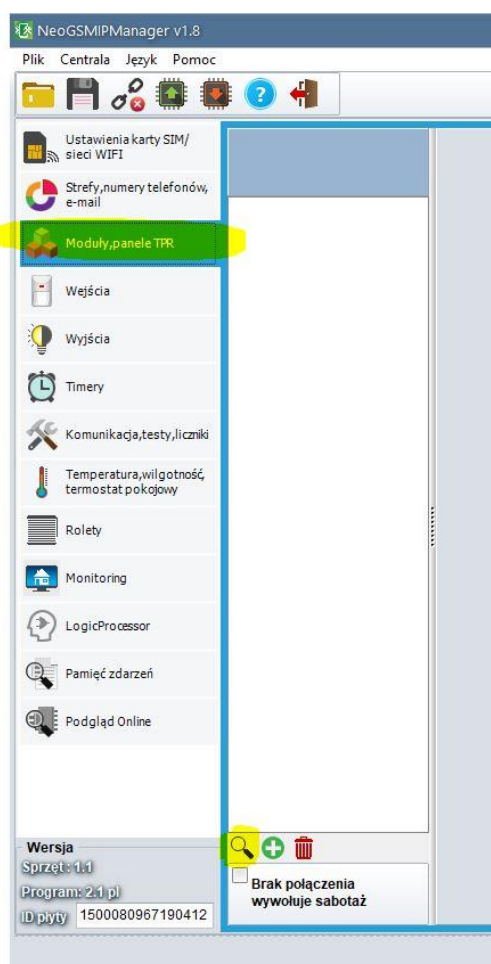 NeoGSMIPManager v1.8
Plik Centrala Język Pomoc
Ustawienia karty SIM/
sieci WIFI
Strefy,numery telefonów,
e-mail
Moduły,panele TPR
Wejścia
Wyjścia
Timery
Komunikacja,testy,liczniki
Temperatura,wilgotność,
termostat pokojowy
Rolety
Monitoring
LogicProcessor
Pamięć zdarzeń
Podgląd Online
Wersja
Sprzęt : 1.1
Program: 2.1 pl
ID płyty 1500080967190412
Brak połączenia
wywołuje sabotaż